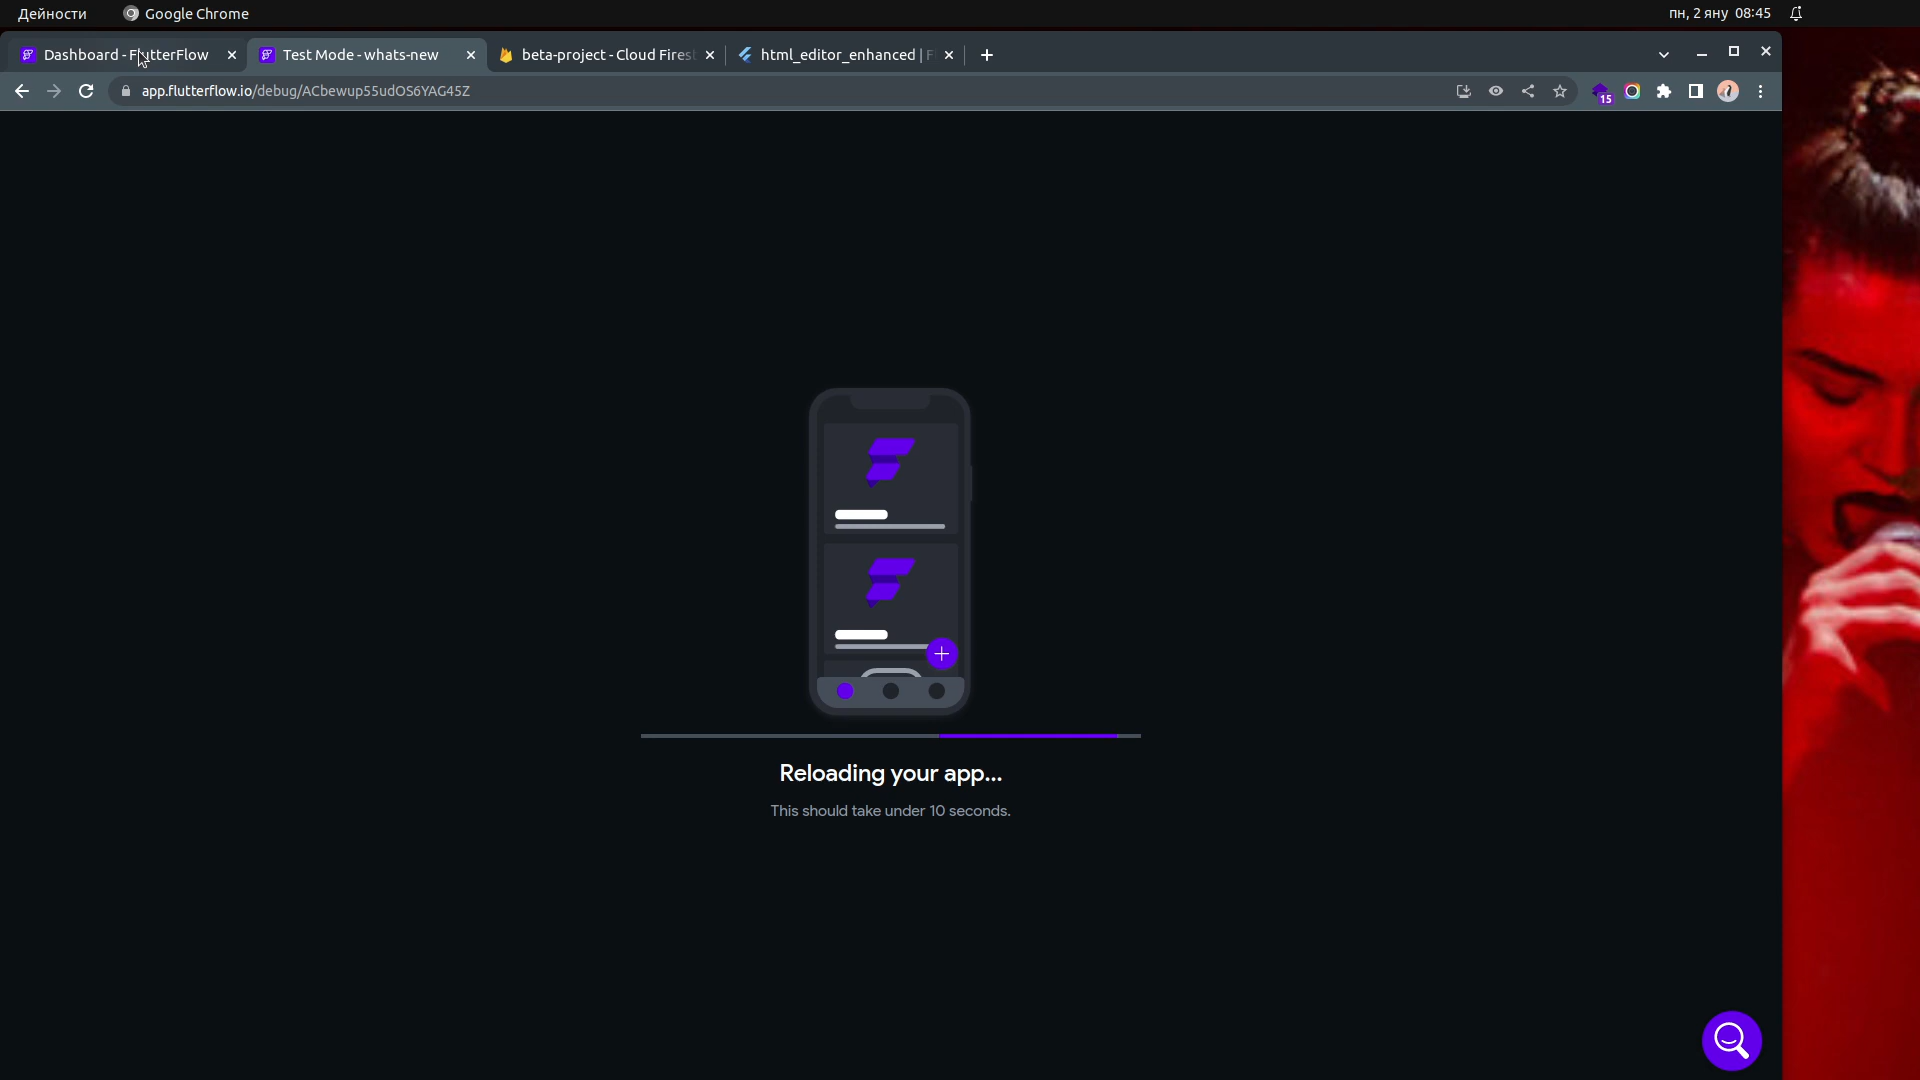 Дейности
Google Chrome
пн, 2 яну 08:45
Dashboard - FlutterFlow
Test Mode - whats-new
beta-project - Cloud Fires
html_editor_enhanced | F
app.flutterflow.io/debug/ACbewup55udOS6YAG45Z
15
Reloading your app...
This should take under 10 seconds.